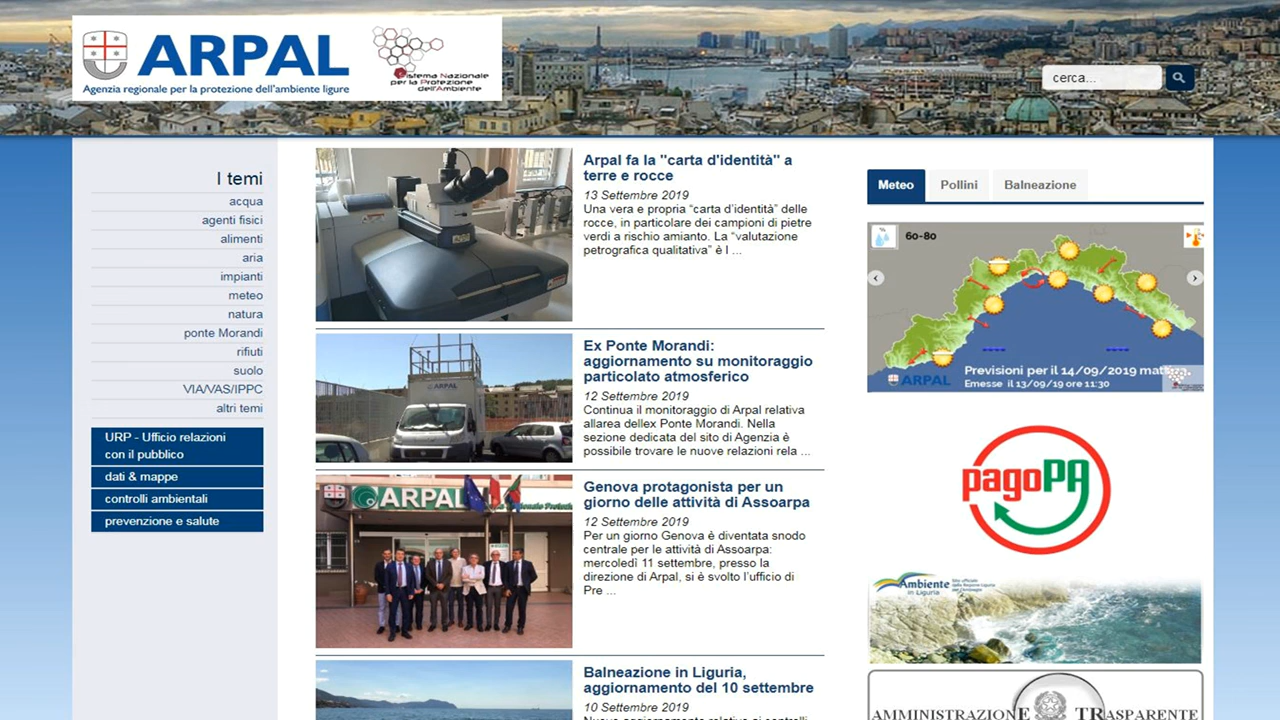 ARPAL
Agenzia regionale per la protezione dell'ambiente ligure
Sistema Nazionale
per la Protezione
dell'Ambiente
cerca...
I temi
acqua
agenti fisici
alimenti
aria
impianti
meteo
natura
ponte Morandi
rifiuti
suolo
VIA/VAS/IPPC
altri temi
URP - Ufficio relazioni
con il pubblico
dati & mappe
controlli ambientali
prevenzione e salute
Arpal fa la "carta d'identità" a
terre e rocce
13 Settembre 2019
Una vera e propria “carta d’identità” delle
rocce, in particolare dei campioni di pietre
verdi a rischio amianto. La “valutazione
petrografica qualitativa” è l ...
Ex Ponte Morandi:
aggiornamento su monitoraggio
particolato atmosferico
12 Settembre 2019
Continua il monitoraggio di Arpal relativa
allarea dellex Ponte Morandi. Nella
sezione dedicata del sito di Agenzia è
possibile trovare le nuove relazioni rela ...
ARPAL
ARPAL
Genova protagonista per un
giorno delle attività di Assoarpa
12 Settembre 2019
Per un giorno Genova è diventata snodo
centrale per le attività di Assoarpa:
mercoledì 11 settembre, presso la
direzione di Arpal, si è svolto l’ufficio di
Pre ...
Balneazione in Liguria,
aggiornamento del 10 settembre
10 Settembre 2019
Meteo
Pollini
Balneazione
60-80
ARPAL
Previsioni per il 14/09/2019 mattina
Emesse il 13/09/19 ore 11:30
pagoPA
Ambiente
in Liguria
AMMINISTRAZIONE TRASPARENTE